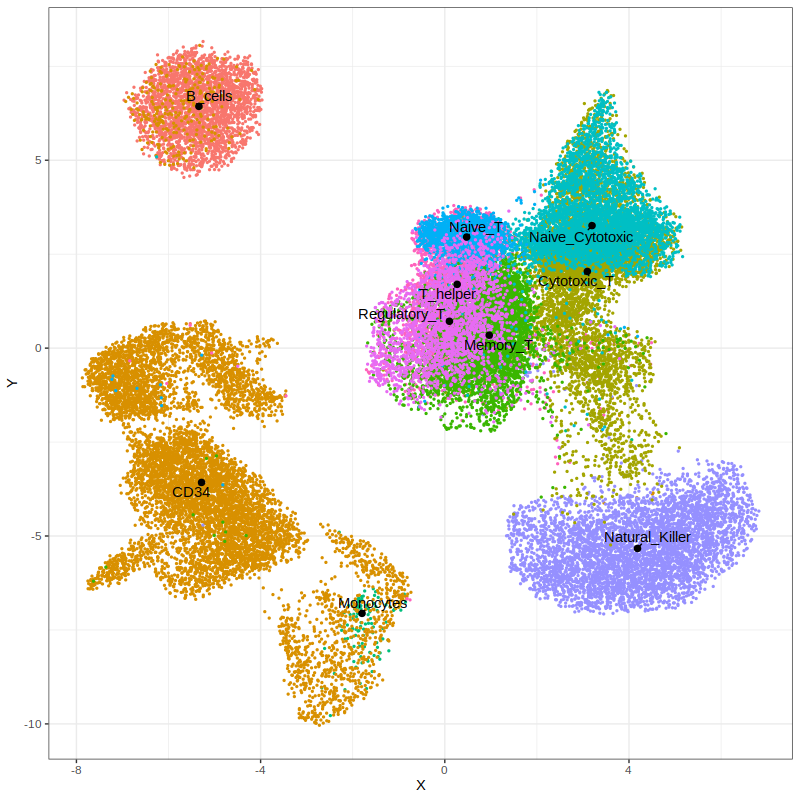 B_cells
5
Naive_T
Naive_Cytotoxic
Cytotoxic_T
T_helper
Regulatory_T
Memory_T
0
Y
CD34
-5
Natural_Killer
Monocytes
-10
-8
-4
0
4
X